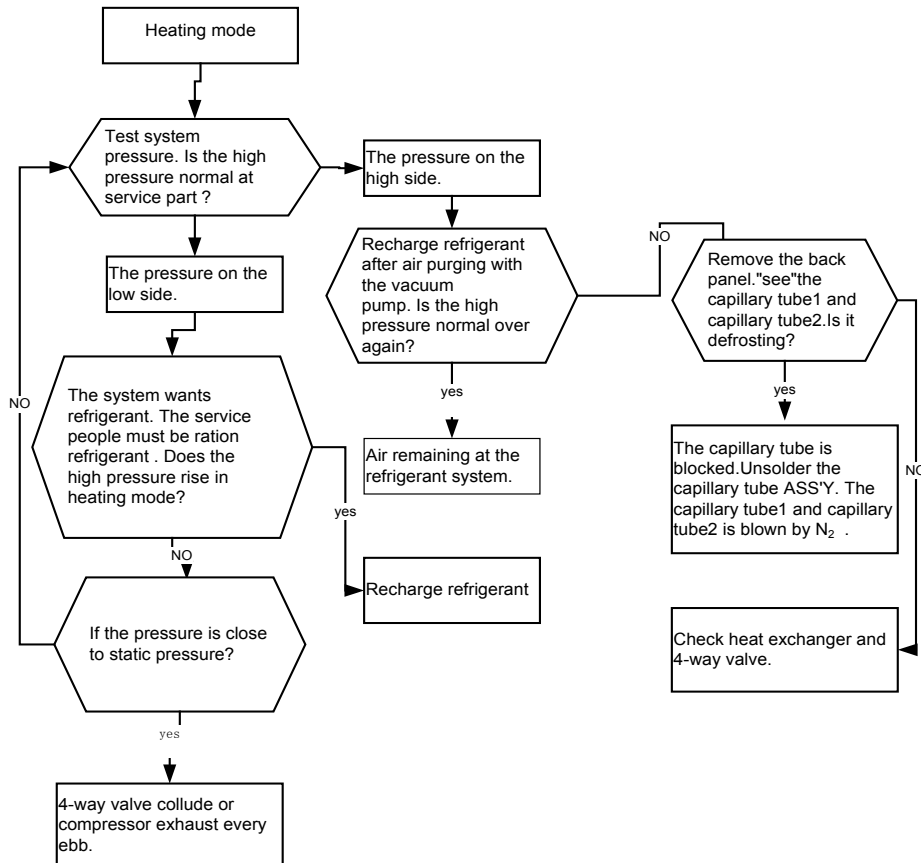 Heating mode
Test system
pressure. Is the high
pressure normal at
service part ?
The pressure on the
high side.
The pressure on the
low side.
Recharge refrigerant
after air purging with
the vacuum
pump. Is the high
pressure normal over
again?
NO
Remove the back
panel."see"the
capillary tube1 and
capillary tube2.Is it
defrosting?
yes
yes
NO
The system wants
refrigerant. The service
people must be ration
refrigerant . Does the
high pressure rise in
heating mode?
NO
yes
Air remaining at the
refrigerant system.
The capillary tube is
blocked.Unsolder the
capillary tube ASS'Y. The
capillary tube1 and capillary
tube2 is blown by N₂ .
NO
Recharge refrigerant
If the pressure is close
to static pressure?
Check heat exchanger and
4-way valve.
yes
4-way valve collude or
compressor exhaust every
ebb.